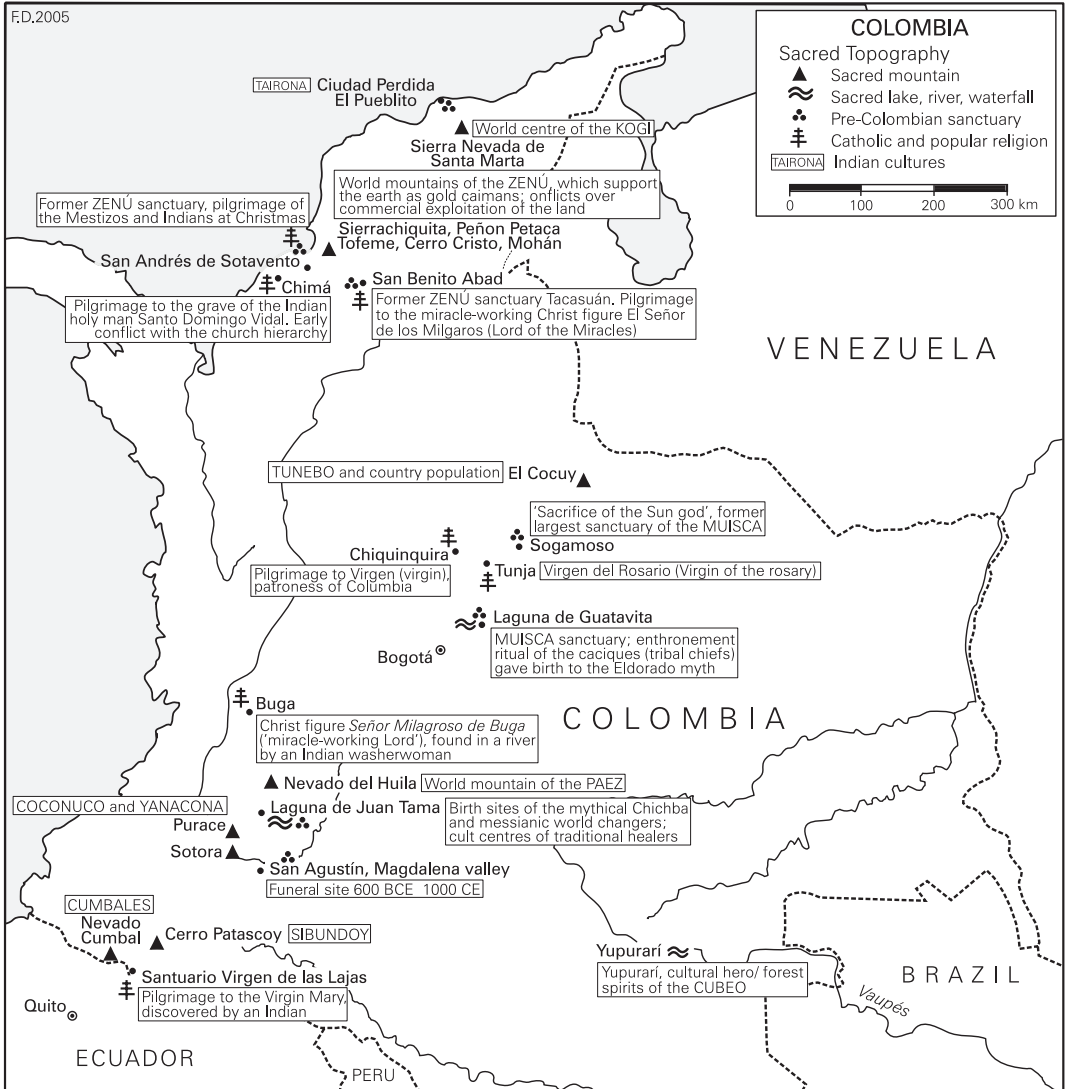 F.D.2005
COLOMBIA
Sacred Topography
Sacred mountain
Sacred lake, river, waterfall
Pre-Colombian sanctuary
Catholic and popular religion
TAIRONA Indian cultures
0 100 200 300 km
TAIRONA Ciudad Perdida
El Pueblito
World centre of the KOGI
Sierra Nevada de
Santa Marta
World mountains of the ZENÚ, which support
the earth as gold caimans; onflicts over
commercial exploitation of the land
Former ZENÚ sanctuary, pilgrimage of
the Mestizos and Indians at Christmas
Sierrachiquita, Peñon Petaça
Tofeme, Cerro Cristo, Mohán
San Andrés de Sotavento
Chimá
San Benito Abad
Pilgrimage to the grave of the Indian
holy man Santo Domingo Vidal. Early
conflict with the church hierarchy
Former ZENÚ sanctuary Tacasuán. Pilgrimage
to the miracle-working Christ figure El Señor
de los Milgaros (Lord of the Miracles)
VENEZUELA
TUNEBO and country population El Cocuy
'Sacrifice of the Sun god', former
largest sanctuary of the MUISCA
Sogamoso
Chiquinquira
Pilgrimage to Virgen (virgin),
patroness of Columbia
Tunja Virgen del Rosario (Virgin of the rosary)
Laguna de Guatavita
MUISCA sanctuary; enthronement
ritual of the caciques (tribal chiefs)
gave birth to the Eldorado myth
Bogotá
Buga
Christ figure Señor Milagroso de Buga
('miracle-working Lord'), found in a river
by an Indian washerwoman
COLOMBIA
Nevado del Huila World mountain of the PAEZ
COCONUCO and YANACONA
Laguna de Juan Tama
Birth sites of the mythical Chichba
and messianic world changers;
cult centres of traditional healers
Purace
Sotora
San Agustín, Magdalena valley
Funeral site 600 BCE 1000 CE
CUMBALES
Nevado
Cumbal
Cerro Patascoy SIBUNDOY
Santuario Virgen de las Lajas
Pilgrimage to the Virgin Mary,
discovered by an Indian
Quito
Yupurarí
Yupurarí, cultural hero/ forest
spirits of the CUBEO
BRAZIL
Vaupés
ECUADOR
PERU